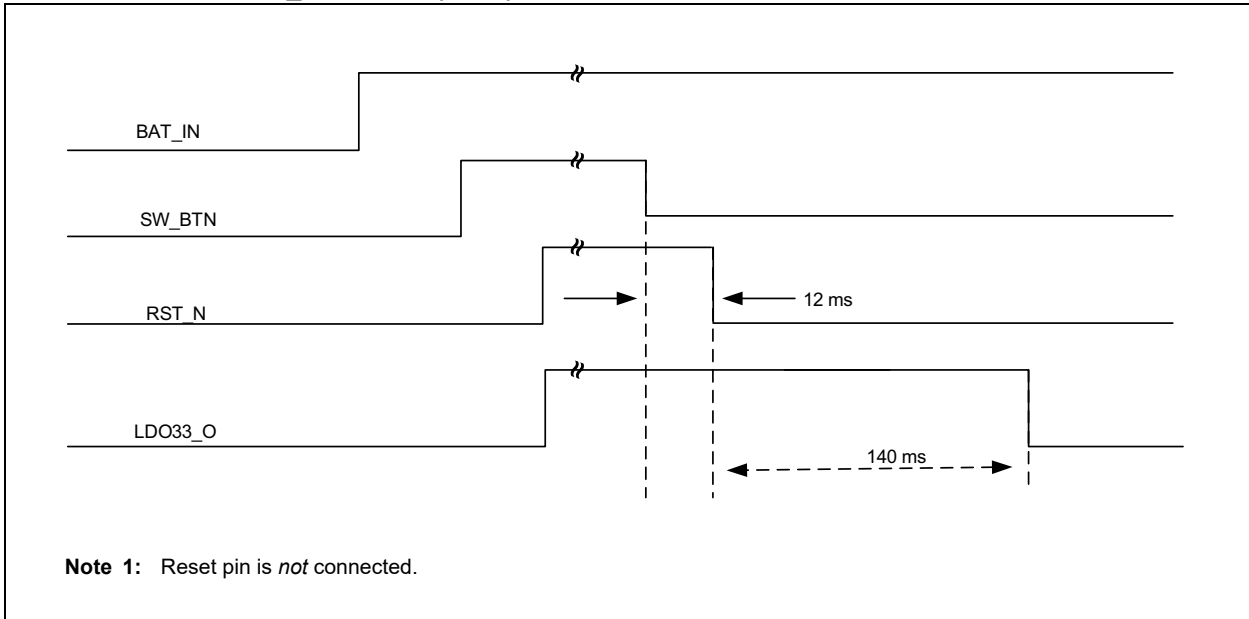 BAT_IN
SW_BTN
RST_N
12 ms
LDO33_O
140 ms
Note 1: Reset pin is not connected.